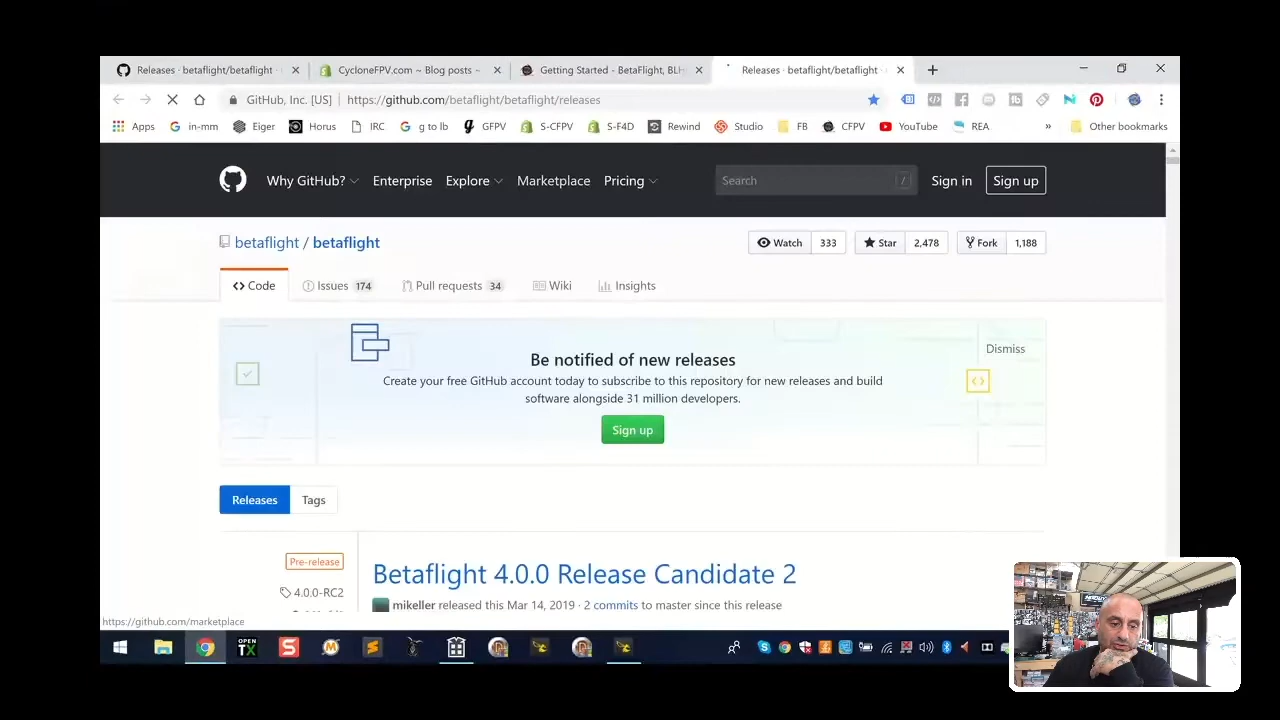 Releases · betaflight/betaflight ·
CycloneFPV.com ~ Blog posts ~
Getting Started - BetaFlight, BLH
Releases · betaflight/betaflight ·
GitHub, Inc. [US] https://github.com/betaflight/betaflight/releases
Apps in-mm Eiger Horus IRC g to lb GFPV S-CFPV S-F4D Rewind Studio FB CFPV YouTube REA » Other bookmarks
Why GitHub? Enterprise Explore Marketplace Pricing Search / Sign in Sign up
betaflight / betaflight
Watch 333 Star 2,478 Fork 1,188
Code Issues 174 Pull requests 34 Wiki Insights
Be notified of new releases
Dismiss
Create your free GitHub account today to subscribe to this repository for new releases and build
software alongside 31 million developers.
Sign up
Releases Tags
Pre-release
Betaflight 4.0.0 Release Candidate 2
4.0.0-RC2
mikeller released this Mar 14, 2019 · 2 commits to master since this release
https://github.com/marketplace
OPEN
TX